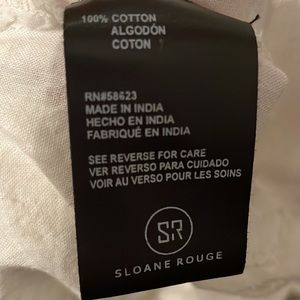 100% COTTON
ALGODÓN
COTON
RN#58623
MADE IN INDIA
HECHO EN INDIA
FABRIQUÉ EN INDIA
SEE REVERSE FOR CARE
VER REVERSO PARA CUIDADO
VOIR AU VERSO POUR LES SOINS
SR
SLOANE ROUGE